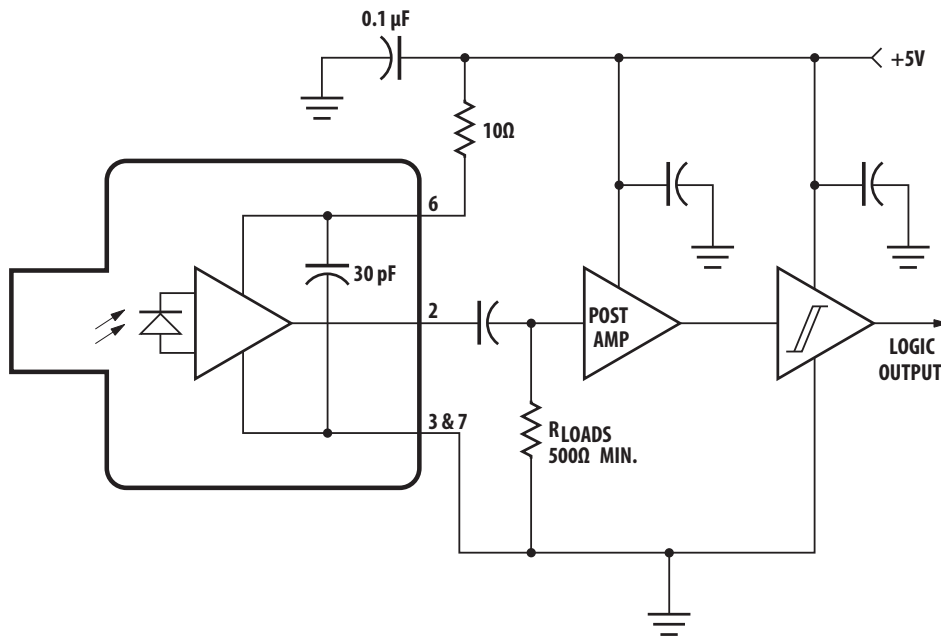 0.1 µF
+5V
10Ω
6
30 pF
2
POST
AMP
LOGIC
OUTPUT
3 & 7
RLOADS
500Ω MIN.